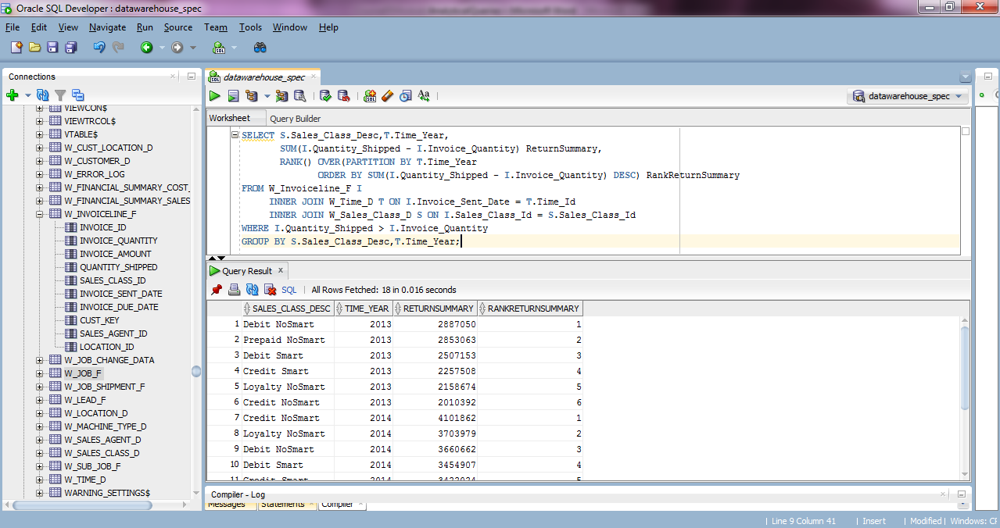 Oracle SQL Developer : datawarehouse_spec
File Edit View Navigate Run Source Team Tools Window Help
Connections
datawarehouse_spec
datawarehouse_spec
Worksheet Query Builder
VIEWCON$
VIEWTRCOL$
VTABLE$
W_CUST_LOCATION_D
W_CUSTOMER_D
W_ERROR_LOG
W_FINANCIAL_SUMMARY_COST_
W_FINANCIAL_SUMMARY_SALES
W_INVOICELINE_F
INVOICE_ID
INVOICE_QUANTITY
INVOICE_AMOUNT
QUANTITY_SHIPPED
SALES_CLASS_ID
INVOICE_SENT_DATE
INVOICE_DUE_DATE
CUST_KEY
SALES_AGENT_ID
LOCATION_ID
W_JOB_CHANGE_DATA
W_JOB_F
W_JOB_SHIPMENT_F
W_LEAD_F
W_LOCATION_D
W_MACHINE_TYPE_D
W_SALES_AGENT_D
W_SALES_CLASS_D
W_SUB_JOB_F
W_TIME_D
WARNING_SETTINGS$
SELECT S.Sales_Class_Desc,T.Time_Year,
SUM(I.Quantity_Shipped - I.Invoice_Quantity) ReturnSummary,
RANK() OVER(PARTITION BY T.Time_Year
ORDER BY SUM(I.Quantity_Shipped - I.Invoice_Quantity) DESC) RankReturnSummary
FROM W_Invoiceline_F I
INNER JOIN W_Time_D T ON I.Invoice_Sent_Date = T.Time_Id
INNER JOIN W_Sales_Class_D S ON I.Sales_Class_Id = S.Sales_Class_Id
WHERE I.Quantity_Shipped > I.Invoice_Quantity
GROUP BY S.Sales_Class_Desc,T.Time_Year;
Query Result
SQL All Rows Fetched: 18 in 0.016 seconds
SALES_CLASS_DESC TIME_YEAR RETURNSUMMARY RANKRETURNSUMMARY
1 Debit NoSmart 2013 2887050 1
2 Prepaid NoSmart 2013 2853063 2
3 Debit Smart 2013 2507153 3
4 Credit Smart 2013 2257508 4
5 Loyalty NoSmart 2013 2158674 5
6 Credit NoSmart 2013 2010392 6
7 Credit NoSmart 2014 4101862 1
8 Loyalty NoSmart 2014 3703979 2
9 Debit NoSmart 2014 3660662 3
10 Debit Smart 2014 3454907 4
11 Credit Smart 2014 5
Compiler - Log
Messages Statements Compiler
Line 9 Column 41 Insert Modified Windows: CF